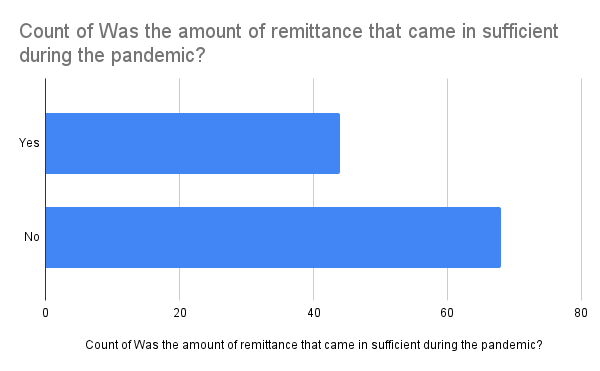 Count of Was the amount of remittance that came in sufficient
during the pandemic?
Yes
No
0 20 40 60 80
Count of Was the amount of remittance that came in sufficient during the pandemic?